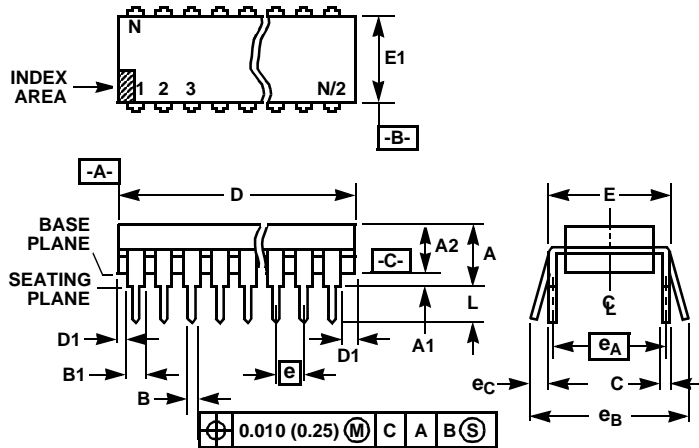 N
E1
INDEX
AREA
1 2 3 N/2
-B-
-A-
D
E
BASE
PLANE
A2
A
-C-
SEATING
PLANE
L
C
L
D1
A1
D1
B1
e
eA
B
eC
C
eB
0.010 (0.25) M C A B S